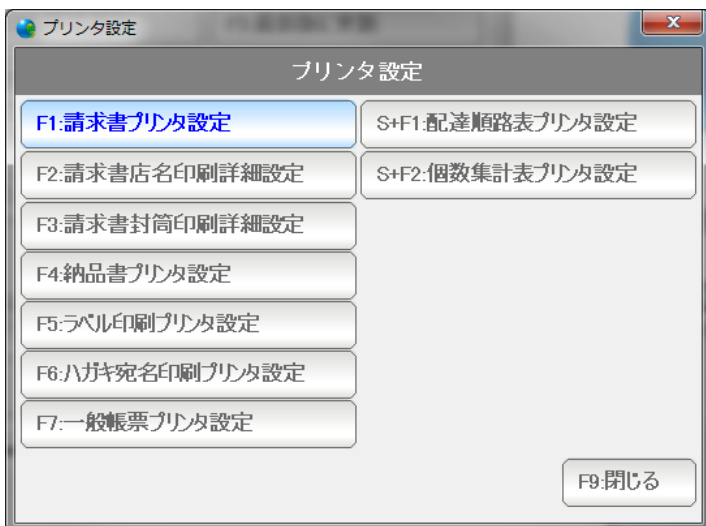 プリンタ設定
プリンタ設定
F1:請求書プリンタ設定
F2:請求書店名印刷詳細設定
F3:請求書封筒印刷詳細設定
F4:納品書プリンタ設定
F5:ラベル印刷プリンタ設定
F6:ハガキ宛名印刷プリンタ設定
F7:一般帳票プリンタ設定
S+F1:配達順路表プリンタ設定
S+F2:個数集計表プリンタ設定
F9:閉じる